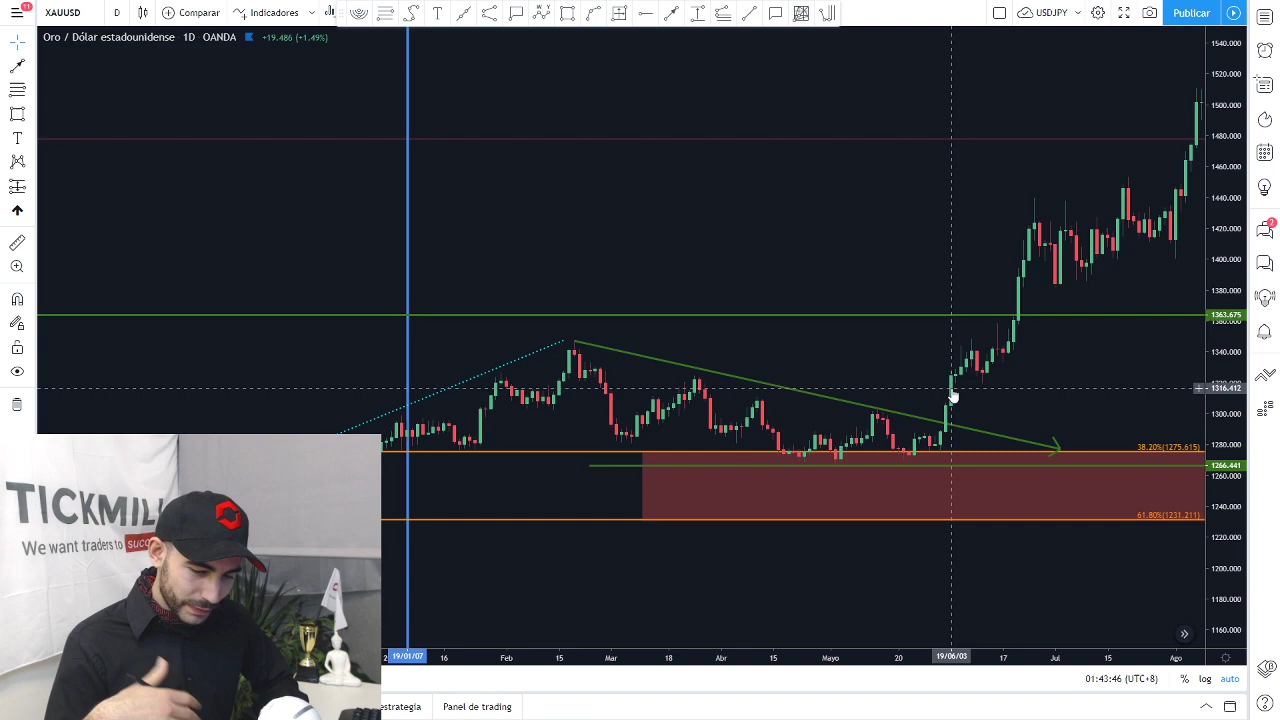 11
XAUUSD
D
Comparar
Indicadores
T
USDJPY
Publicar
Oro / Dólar estadounidense · 1D · OANDA
+19.486 (+1.49%)
1540.000
1520.000
1500.000
1480.000
1460.000
1440.000
1420.000
1400.000
1380.000
1363.675
1360.000
1340.000
1316.412
1300.000
1280.000
38.20%(1275.615)
1266.441
1260.000
1240.000
61.80%(1231.211)
1220.000
1200.000
1180.000
1160.000
2
TICKMILL
We want traders to
19/01/07
16
Feb
15
Mar
18
Abr
15
Mayo
20
19/06/03
17
Jul
15
Ago
01:43:46 (UTC+8)
%
log
auto
Panel de trading